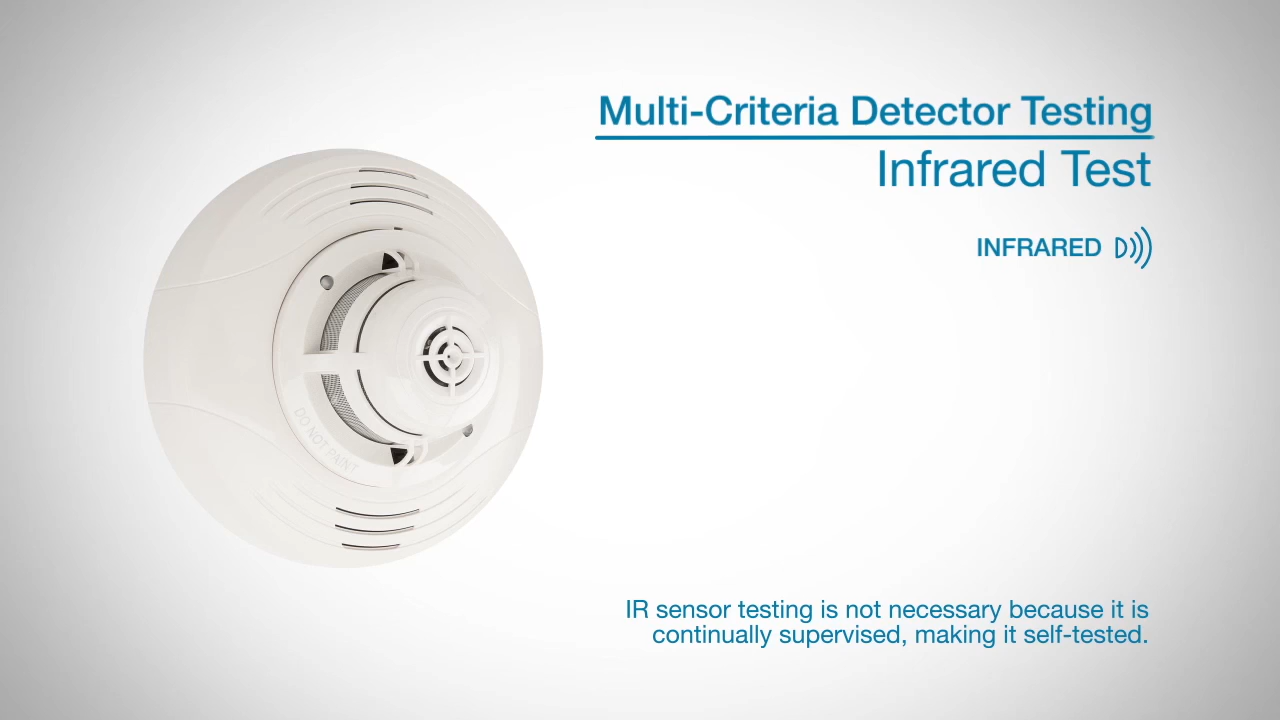 Multi-Criteria Detector Testing
Infrared Test
INFRARED
DO NOT PAINT
IR sensor testing is not necessary because it is
continually supervised, making it self-tested.